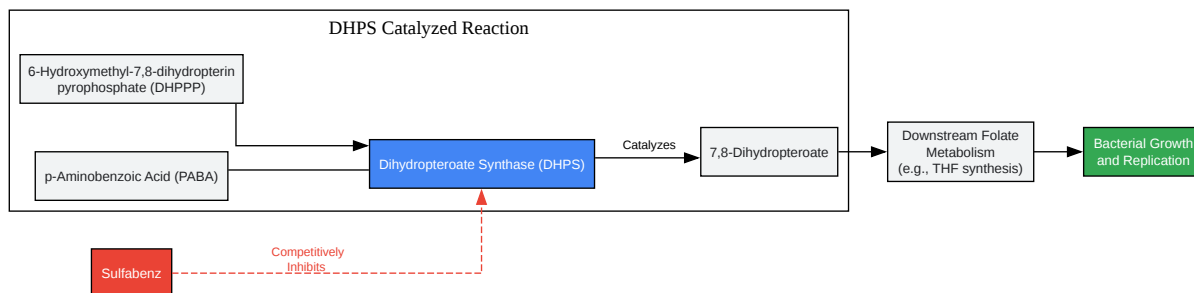 DHPS Catalyzed Reaction
6-Hydroxymethyl-7,8-dihydropterin
pyrophosphate (DHPPP)
p-Aminobenzoic Acid (PABA)
Dihydropteroate Synthase (DHPS)
Catalyzes
7,8-Dihydropteroate
Downstream Folate
Metabolism
(e.g., THF synthesis)
Bacterial Growth
and Replication
Sulfabenz
Competitively
Inhibits